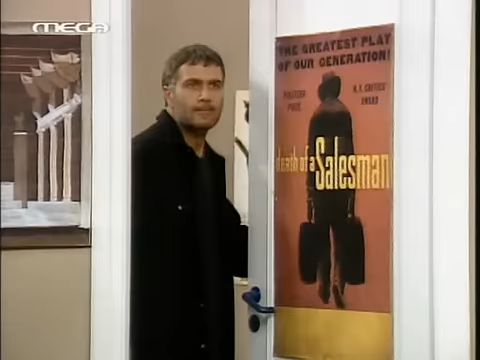 MEGA
THE GREATEST PLAY
OF OUR GENERATION!
PULITZER N.Y. CRITICS'
PRIZE AWARD
death of a Salesman